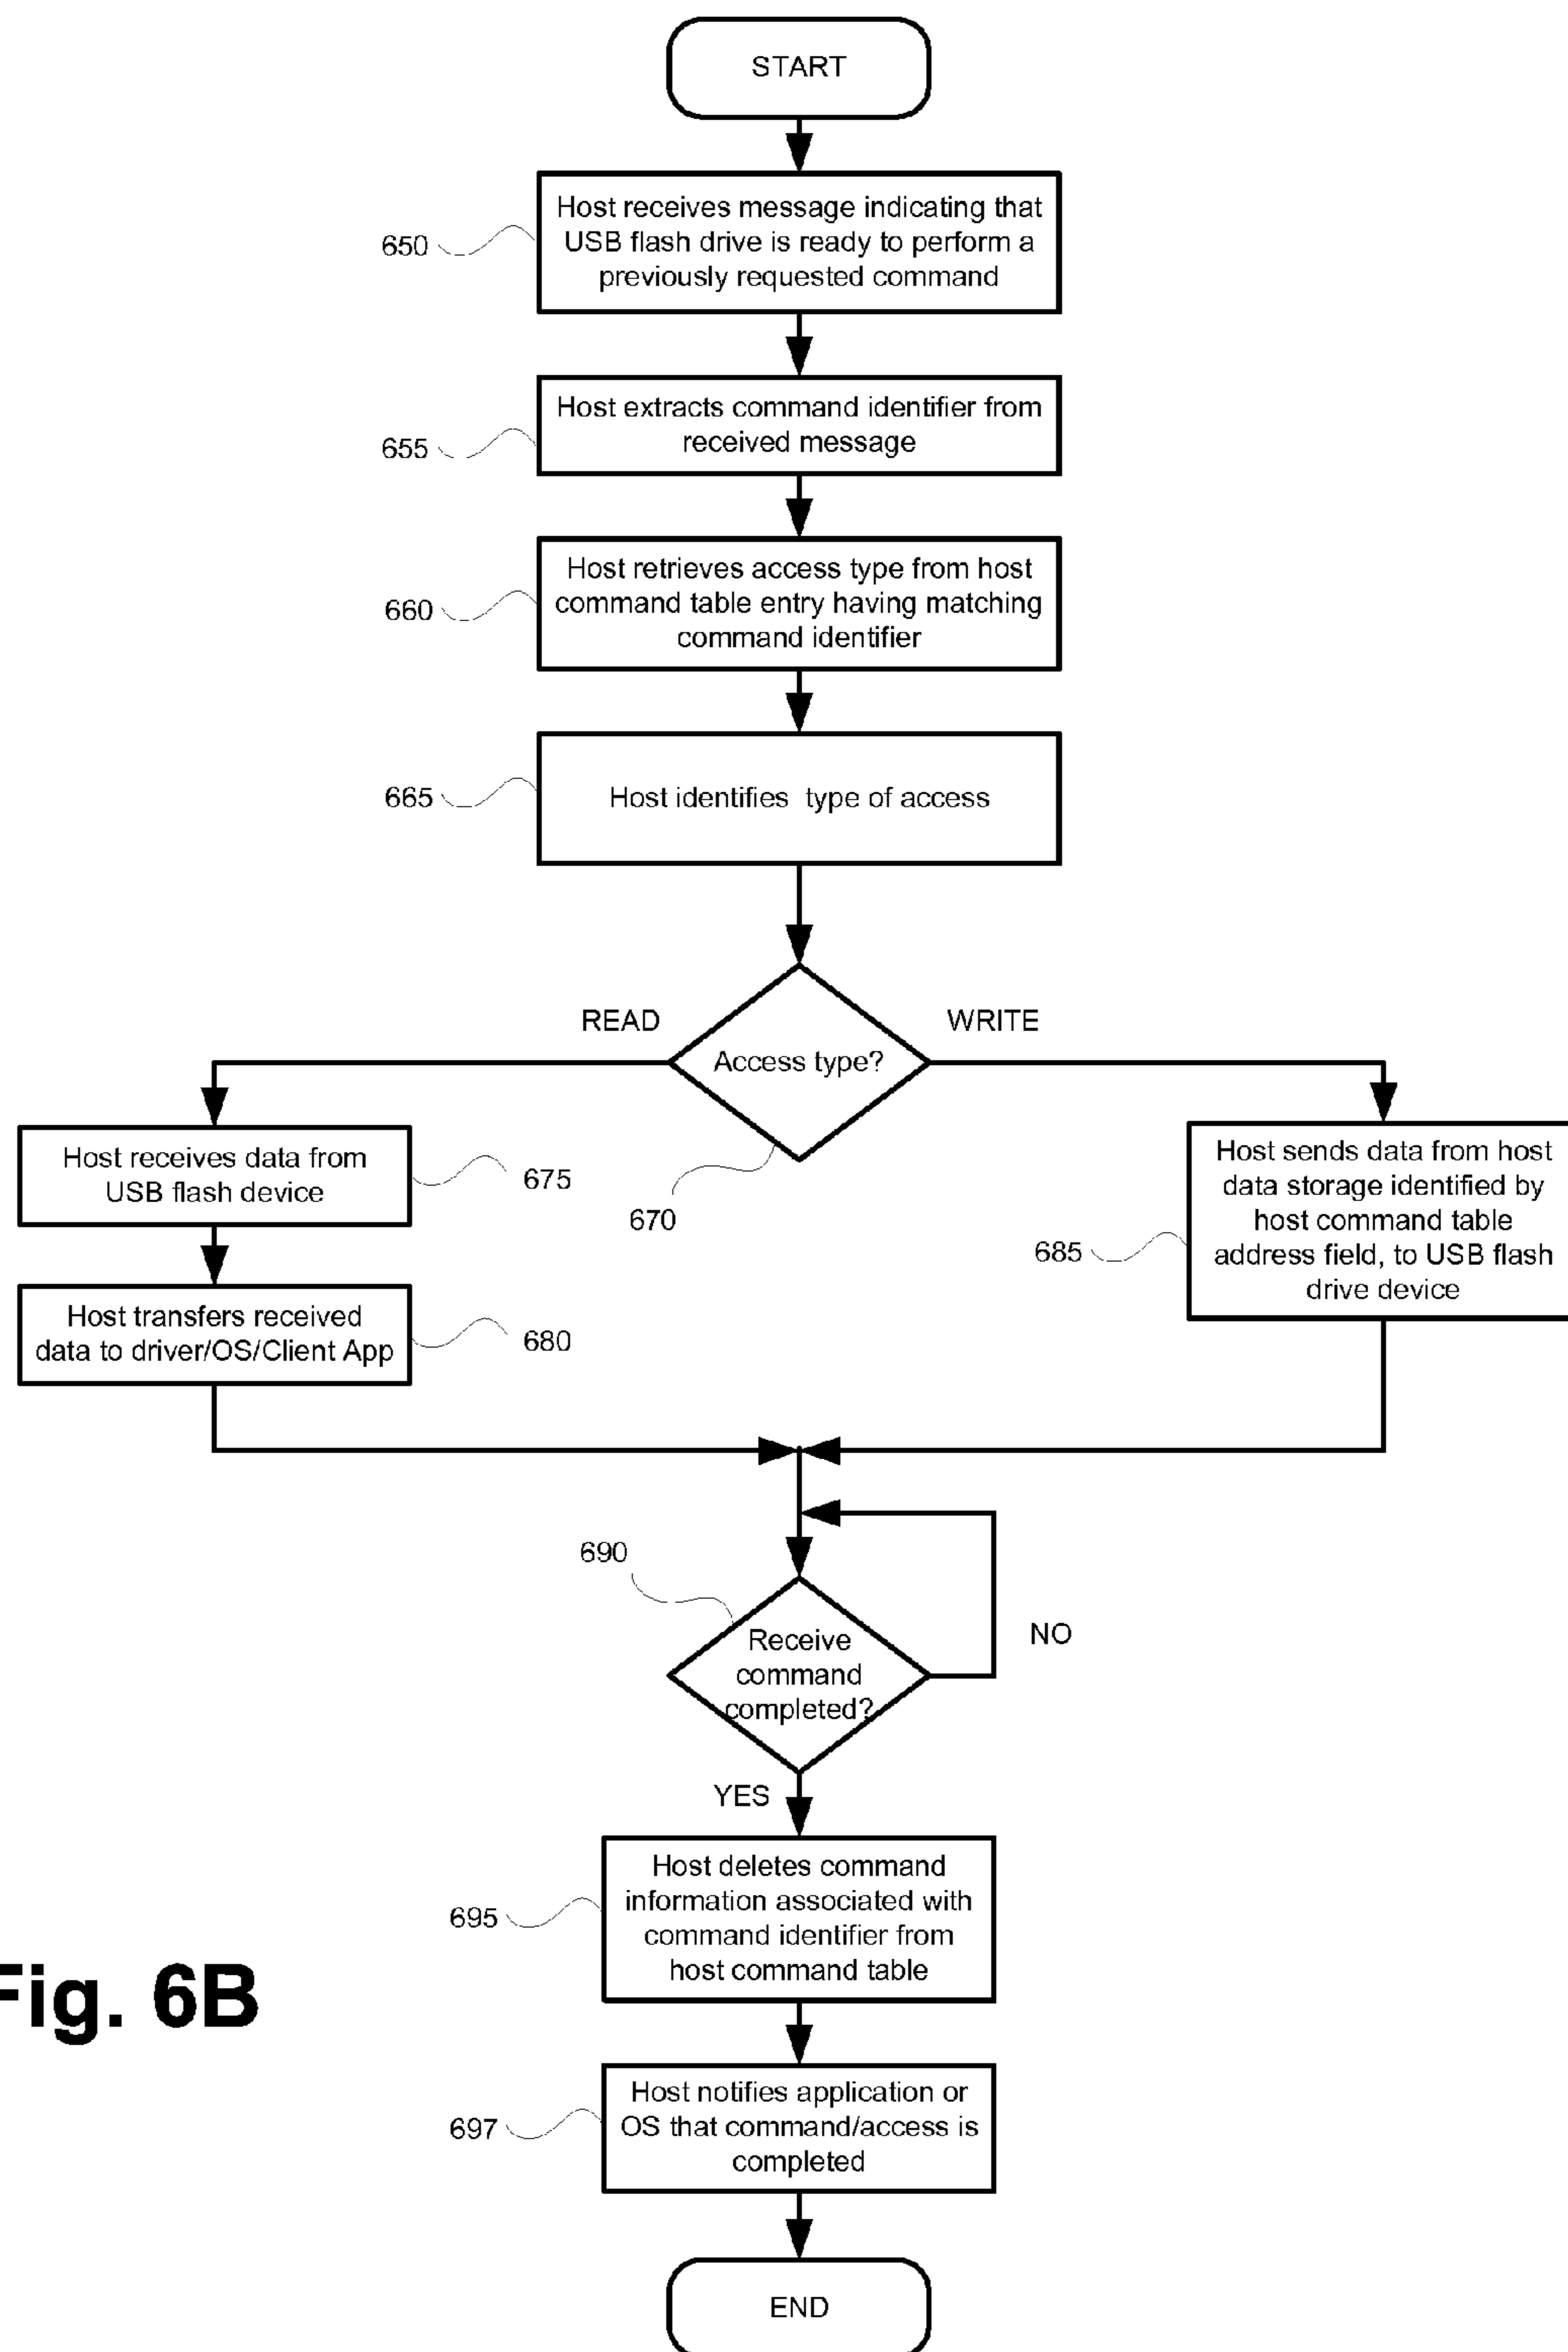 START
Host receives message indicating that
USB flash drive is ready to perform a
previously requested command
650
Host extracts command identifier from
received message
655
Host retrieves access type from host
command table entry having matching
command identifier
660
Host identifies type of access
665
READ
WRITE
Access type?
670
Host receives data from
USB flash device
675
Host transfers received
data to driver/OS/Client App
680
Host sends data from host
data storage identified by
host command table
address field, to USB flash
drive device
685
690
Receive
command
completed?
NO
YES
Host deletes command
information associated with
command identifier from
host command table
695
Fig. 6B
Host notifies application or
OS that command/access is
completed
697
END